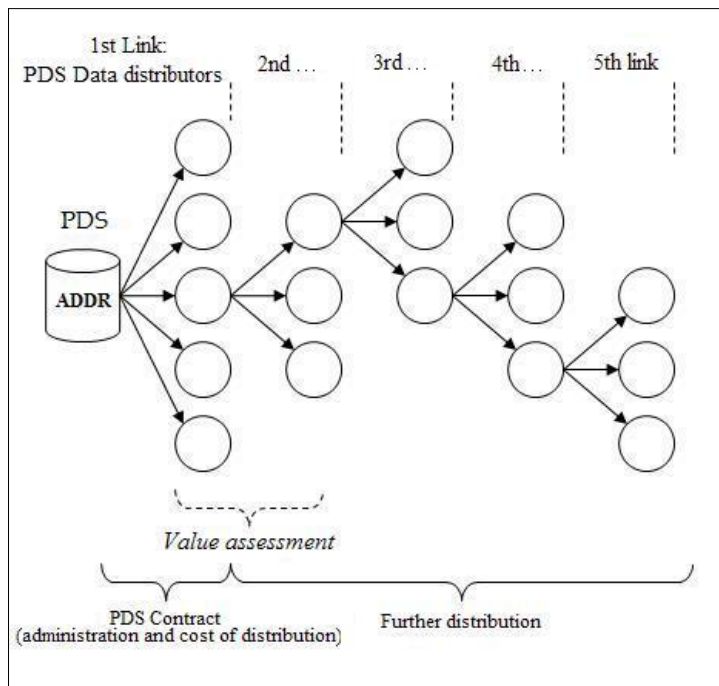 1st Link:
PDS Data distributors
2nd ...
3rd ...
4th...
5th link
PDS
ADDR
Value assessment
PDS Contract
(administration and cost of distribution)
Further distribution